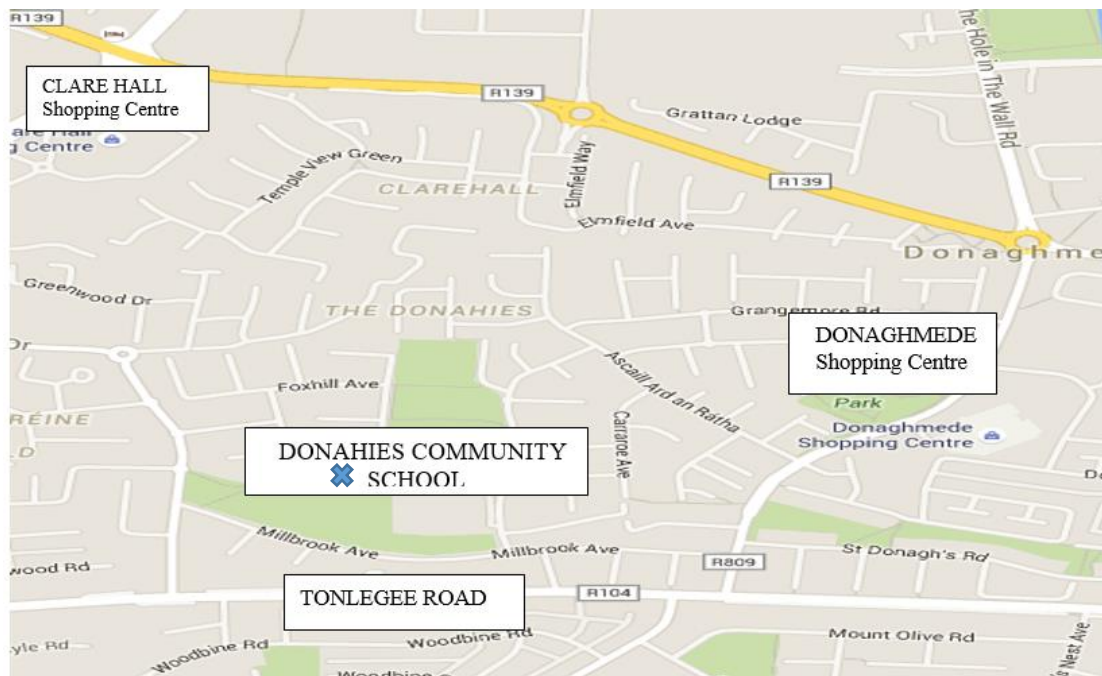 R139
The Hole in The Wall Rd
CLARE HALL
Shopping Centre
Centre
R139
Grattan Lodge
Temple View Green
CLAREHALL
Elmfield Way
R139
Elmfield Ave
Donaghme
Greenwood Dr
THE DONAHIES
Grangemore Rd
DONAGHMEDE
Shopping Centre
Dr
Ascaill Ard an Rátha
Foxhill Ave
Park
RÉINE
Carraroe Ave
Donaghmede
Shopping Centre
DONAHIES COMMUNITY
SCHOOL
Millbrook Ave
Millbrook Ave
St Donagh's Rd
R809
wood Rd
TONLEGEE ROAD
R104
Woodbine Rd
Mount Olive Rd
yle Rd
Woodbine Rd
Nest Ave